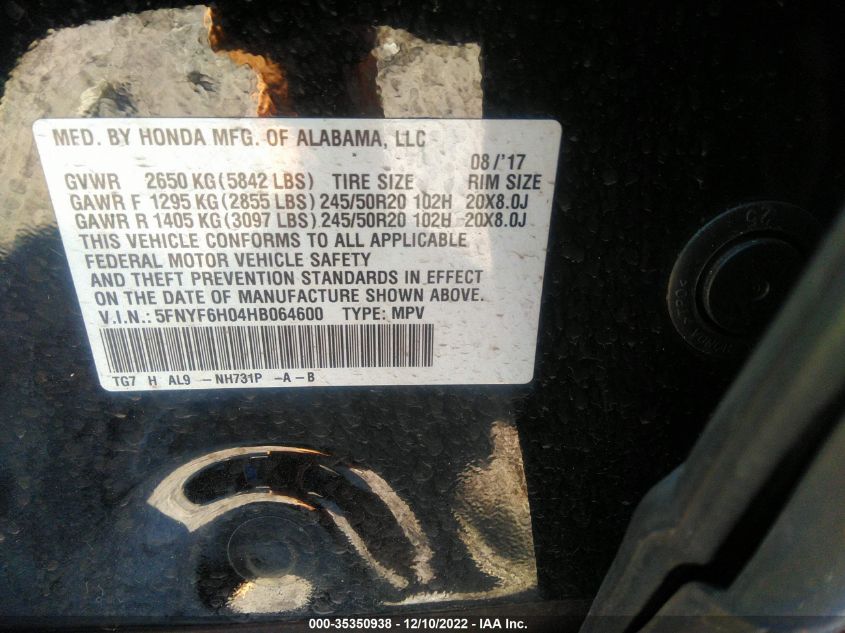 MFD. BY HONDA MFG. OF ALABAMA, LLC
08/'17
GVWR 2650 KG(5842 LBS) TIRE SIZE RIM SIZE
GAWR F 1295 KG(2855 LBS)245/50R20 102H 20X8.0J
GAWR R 1405 KG(3097 LBS)245/50R20 102H 20X8.0J
THIS VEHICLE CONFORMS TO ALL APPLICABLE
FEDERAL MOTOR VEHICLE SAFETY
AND THEFT PREVENTION STANDARDS IN EFFECT
ON THE DATE OF MANUFACTURE SHOWN ABOVE.
V.I.N.: 5FNYF6H04HB064600 TYPE: MPV
TG7 H AL9 -NH731P -A-B
25
000-35350938 - 12/10/2022 - IAA Inc.